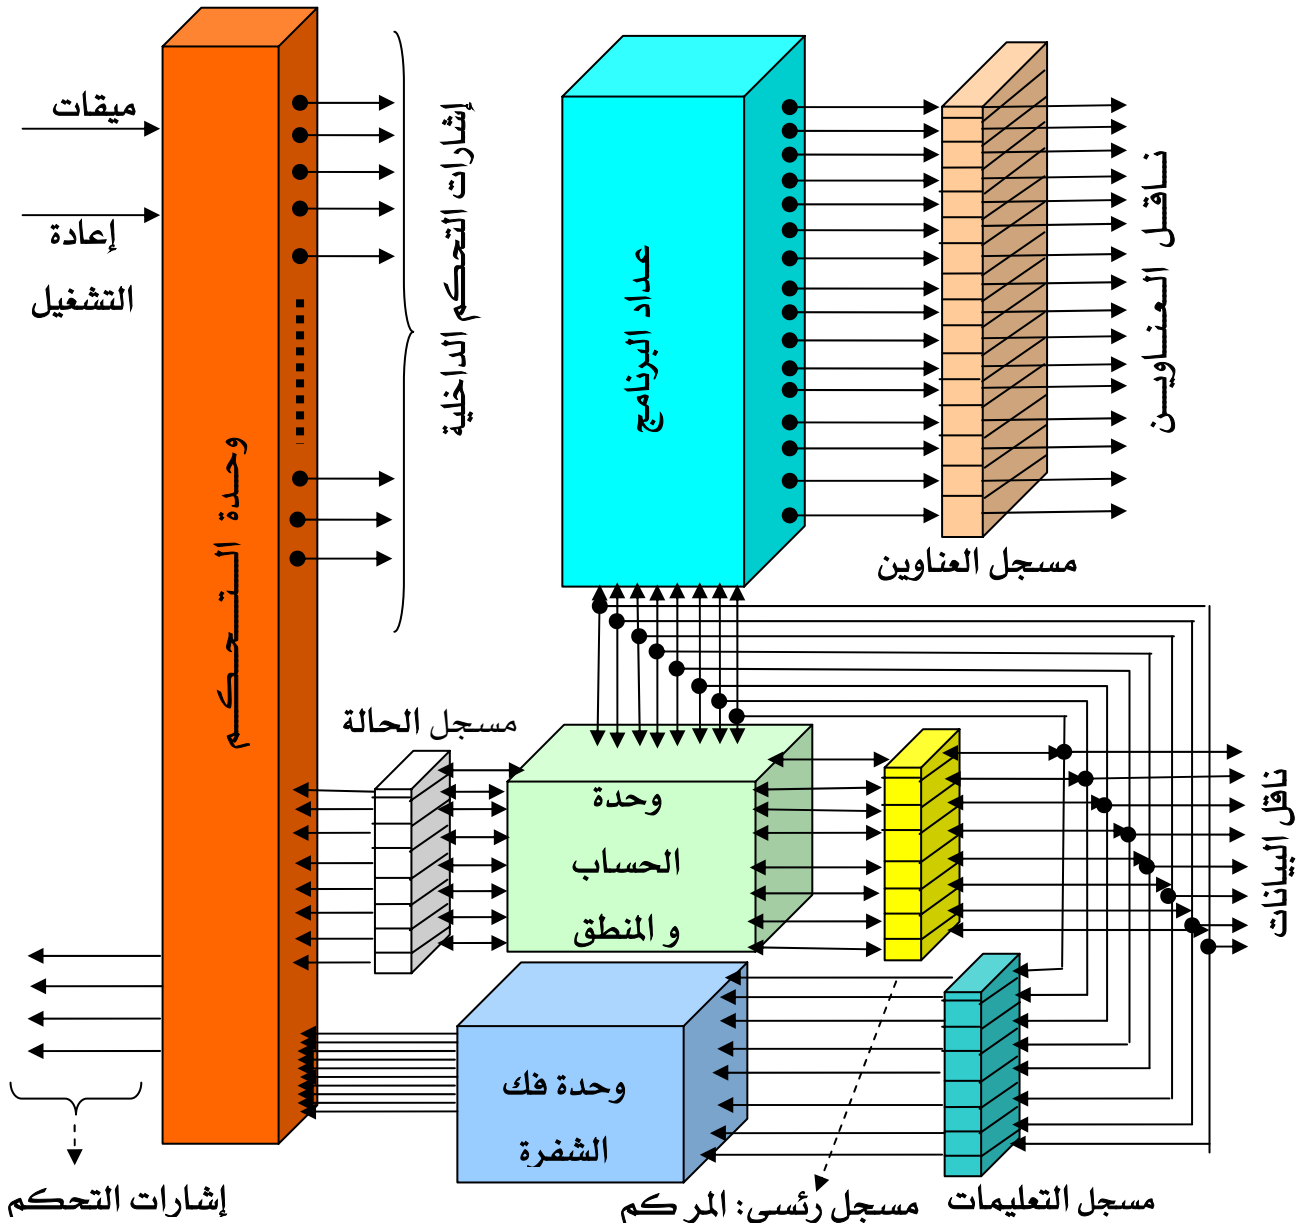 ميقات
إعادة
التشغيل
وحدة التحكم
إشارات التحكم الداخلية
عداد البرنامج
ناقل العناوين
مسجل العناوين
مسجل الحالة
وحدة
الحساب
و المنطق
ناقل البيانات
وحدة فك
الشفرة
إشارات التحكم
مسجل رئسي: المركم
مسجل التعليمات